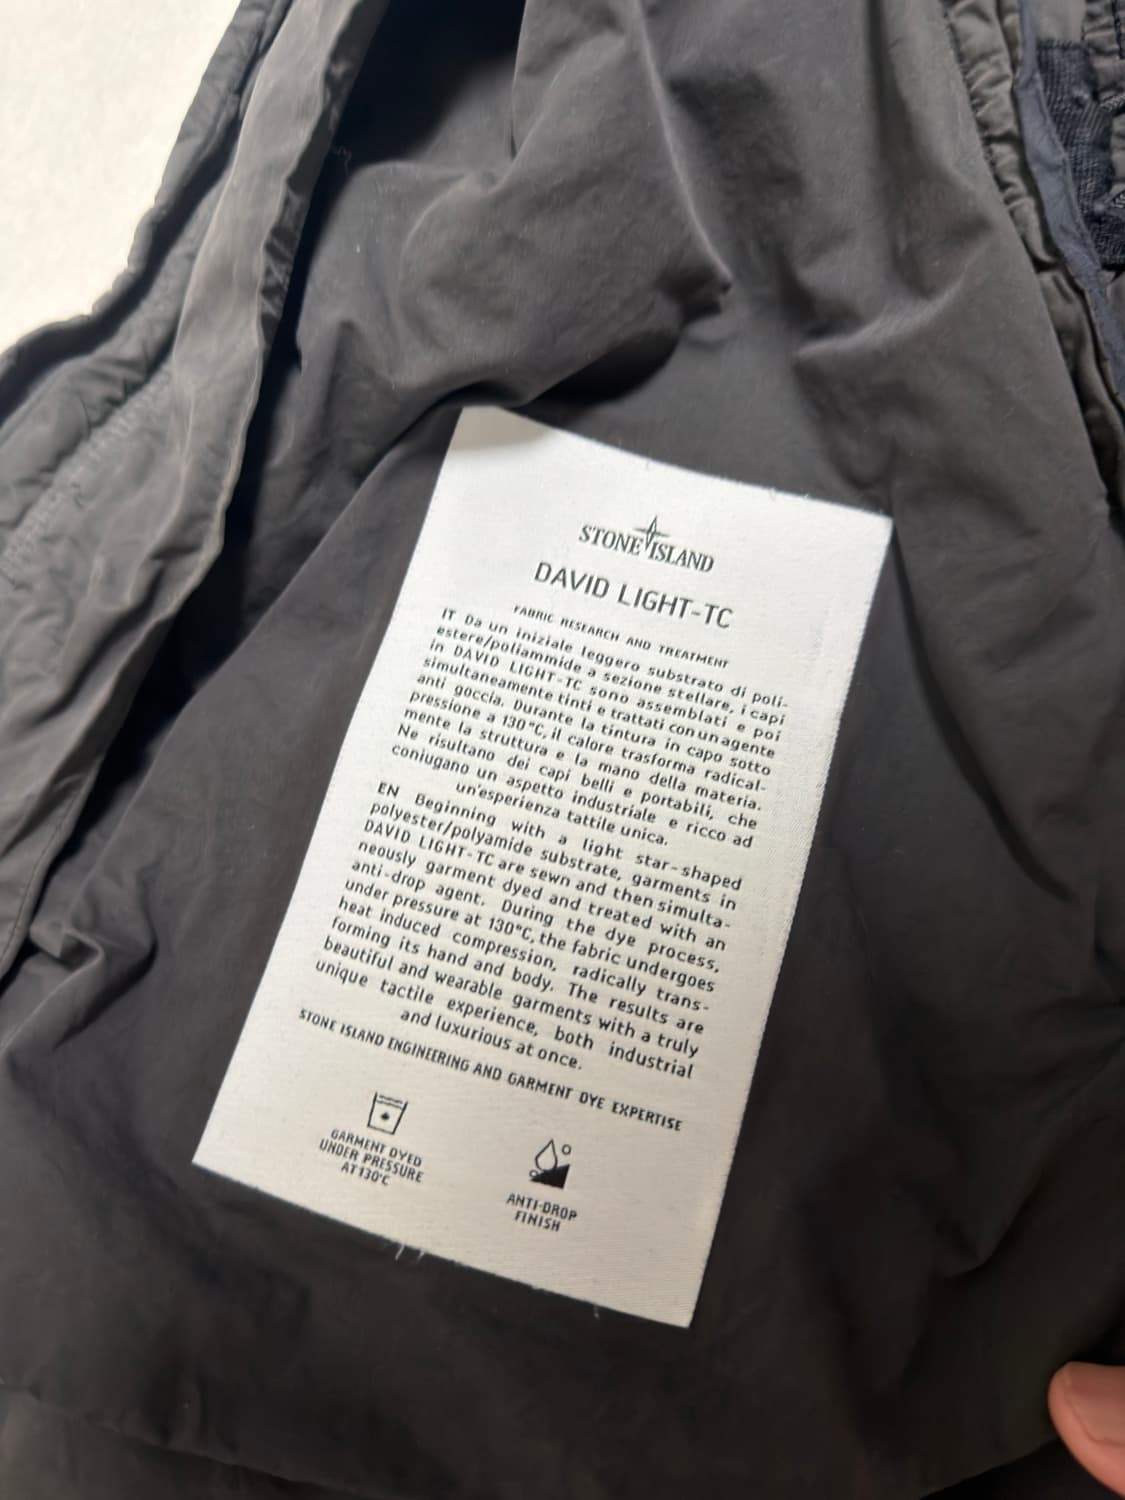 STONE ISLAND
DAVID LIGHT-TC
FABRIC RESEARCH AND TREATMENT
IT Da un iniziale leggero substrato di poli-
estere/poliammide a sezione stellare, i capi
in DAVID LIGHT-TC sono assemblati e poi
simultaneamente tinti e trattati con un agente
anti goccia. Durante la tintura in capo sotto
pressione a 130°C, il calore trasforma radical-
mente la struttura e la mano della materia.
Ne risultano dei capi belli e portabili, che
coniugano un aspetto industriale e ricco ad
un'esperienza tattile unica.
EN Beginning with a light star-shaped
polyester/polyamide substrate, garments in
DAVID LIGHT-TC are sewn and then simulta-
neously garment dyed and treated with an
anti-drop agent. During the dye process,
under pressure at 130°C, the fabric undergoes
heat induced compression, radically trans-
forming its hand and body. The results are
beautiful and wearable garments with a truly
unique tactile experience, both industrial
and luxurious at once.
STONE ISLAND ENGINEERING AND GARMENT DYE EXPERTISE
GARMENT DYED
UNDER PRESSURE
AT 130°C
ANTI-DROP
FINISH